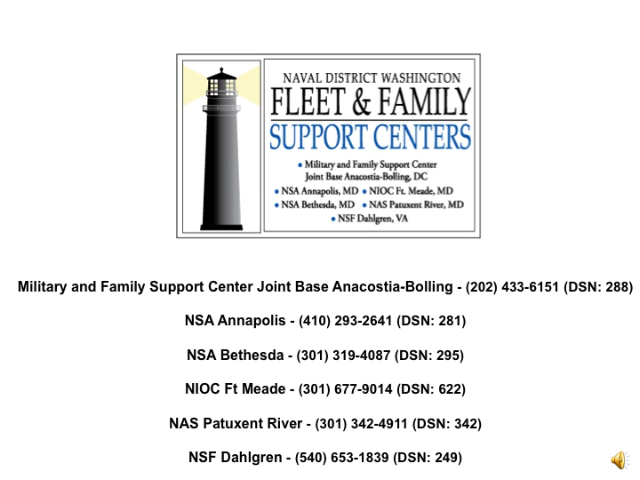 NAVAL DISTRICT WASHINGTON
FLEET & FAMILY
SUPPORT CENTERS
• Military and Family Support Center
Joint Base Anacostia-Bolling, DC
• NSA Annapolis, MD • NIOC Ft. Meade, MD
• NSA Bethesda, MD • NAS Patuxent River, MD
• NSF Dahlgren, VA
Military and Family Support Center Joint Base Anacostia-Bolling - (202) 433-6151 (DSN: 288)
NSA Annapolis - (410) 293-2641 (DSN: 281)
NSA Bethesda - (301) 319-4087 (DSN: 295)
NIOC Ft Meade - (301) 677-9014 (DSN: 622)
NAS Patuxent River - (301) 342-4911 (DSN: 342)
NSF Dahlgren - (540) 653-1839 (DSN: 249)